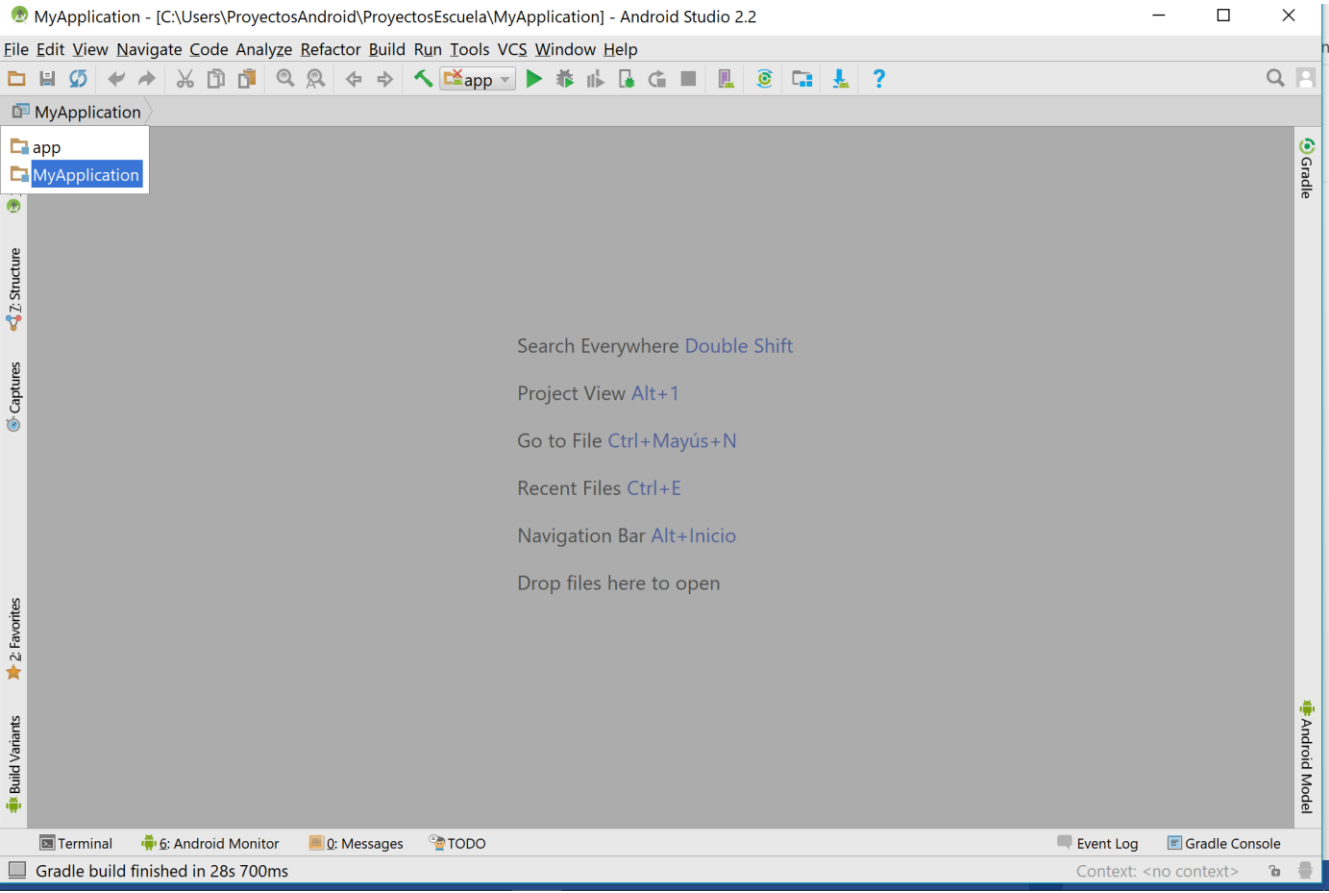 MyApplication - [C:\Users\ProyectosAndroid\ProyectosEscuela\MyApplication] - Android Studio 2.2
File Edit View Navigate Code Analyze Refactor Build Run Tools VCS Window Help
app
MyApplication
app
MyApplication
Gradle
Z: Structure
Captures
Search Everywhere Double Shift
Project View Alt+1
Go to File Ctrl+Mayús+N
Recent Files Ctrl+E
Navigation Bar Alt+Inicio
Drop files here to open
2: Favorites
Build Variants
Android Model
Terminal 6: Android Monitor 0: Messages TODO Event Log Gradle Console
Gradle build finished in 28s 700ms Context: <no context>